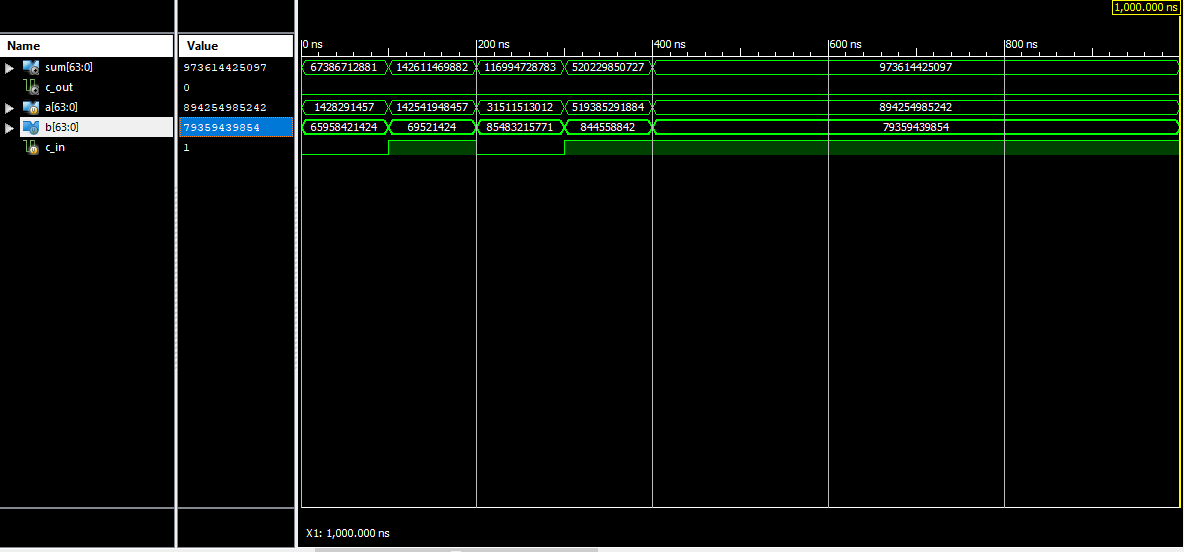 1,000.000 ns
Name Value 0 ns 200 ns 400 ns 600 ns 800 ns
sum[63:0] 973614425097 67386712881 142611469882 116994728783 520229850727 973614425097
c_out 0
a[63:0] 894254985242 1428291457 142541948457 31511513012 519385291884 894254985242
b[63:0] 79359439854 65958421424 69521424 85483215771 844558842 79359439854
c_in 1
X1: 1,000.000 ns